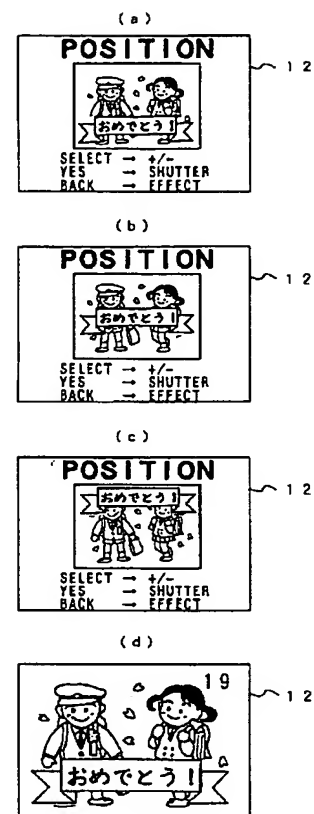 (a)
POSITION
12
おめでとう!
SELECT → +/-
YES → SHUTTER
BACK → EFFECT
(b)
POSITION
12
おめでとう!
SELECT → +/-
YES → SHUTTER
BACK → EFFECT
(c)
POSITION
おめでとう!
12
SELECT → +/-
YES → SHUTTER
BACK → EFFECT
(d)
19
12
おめでとう!